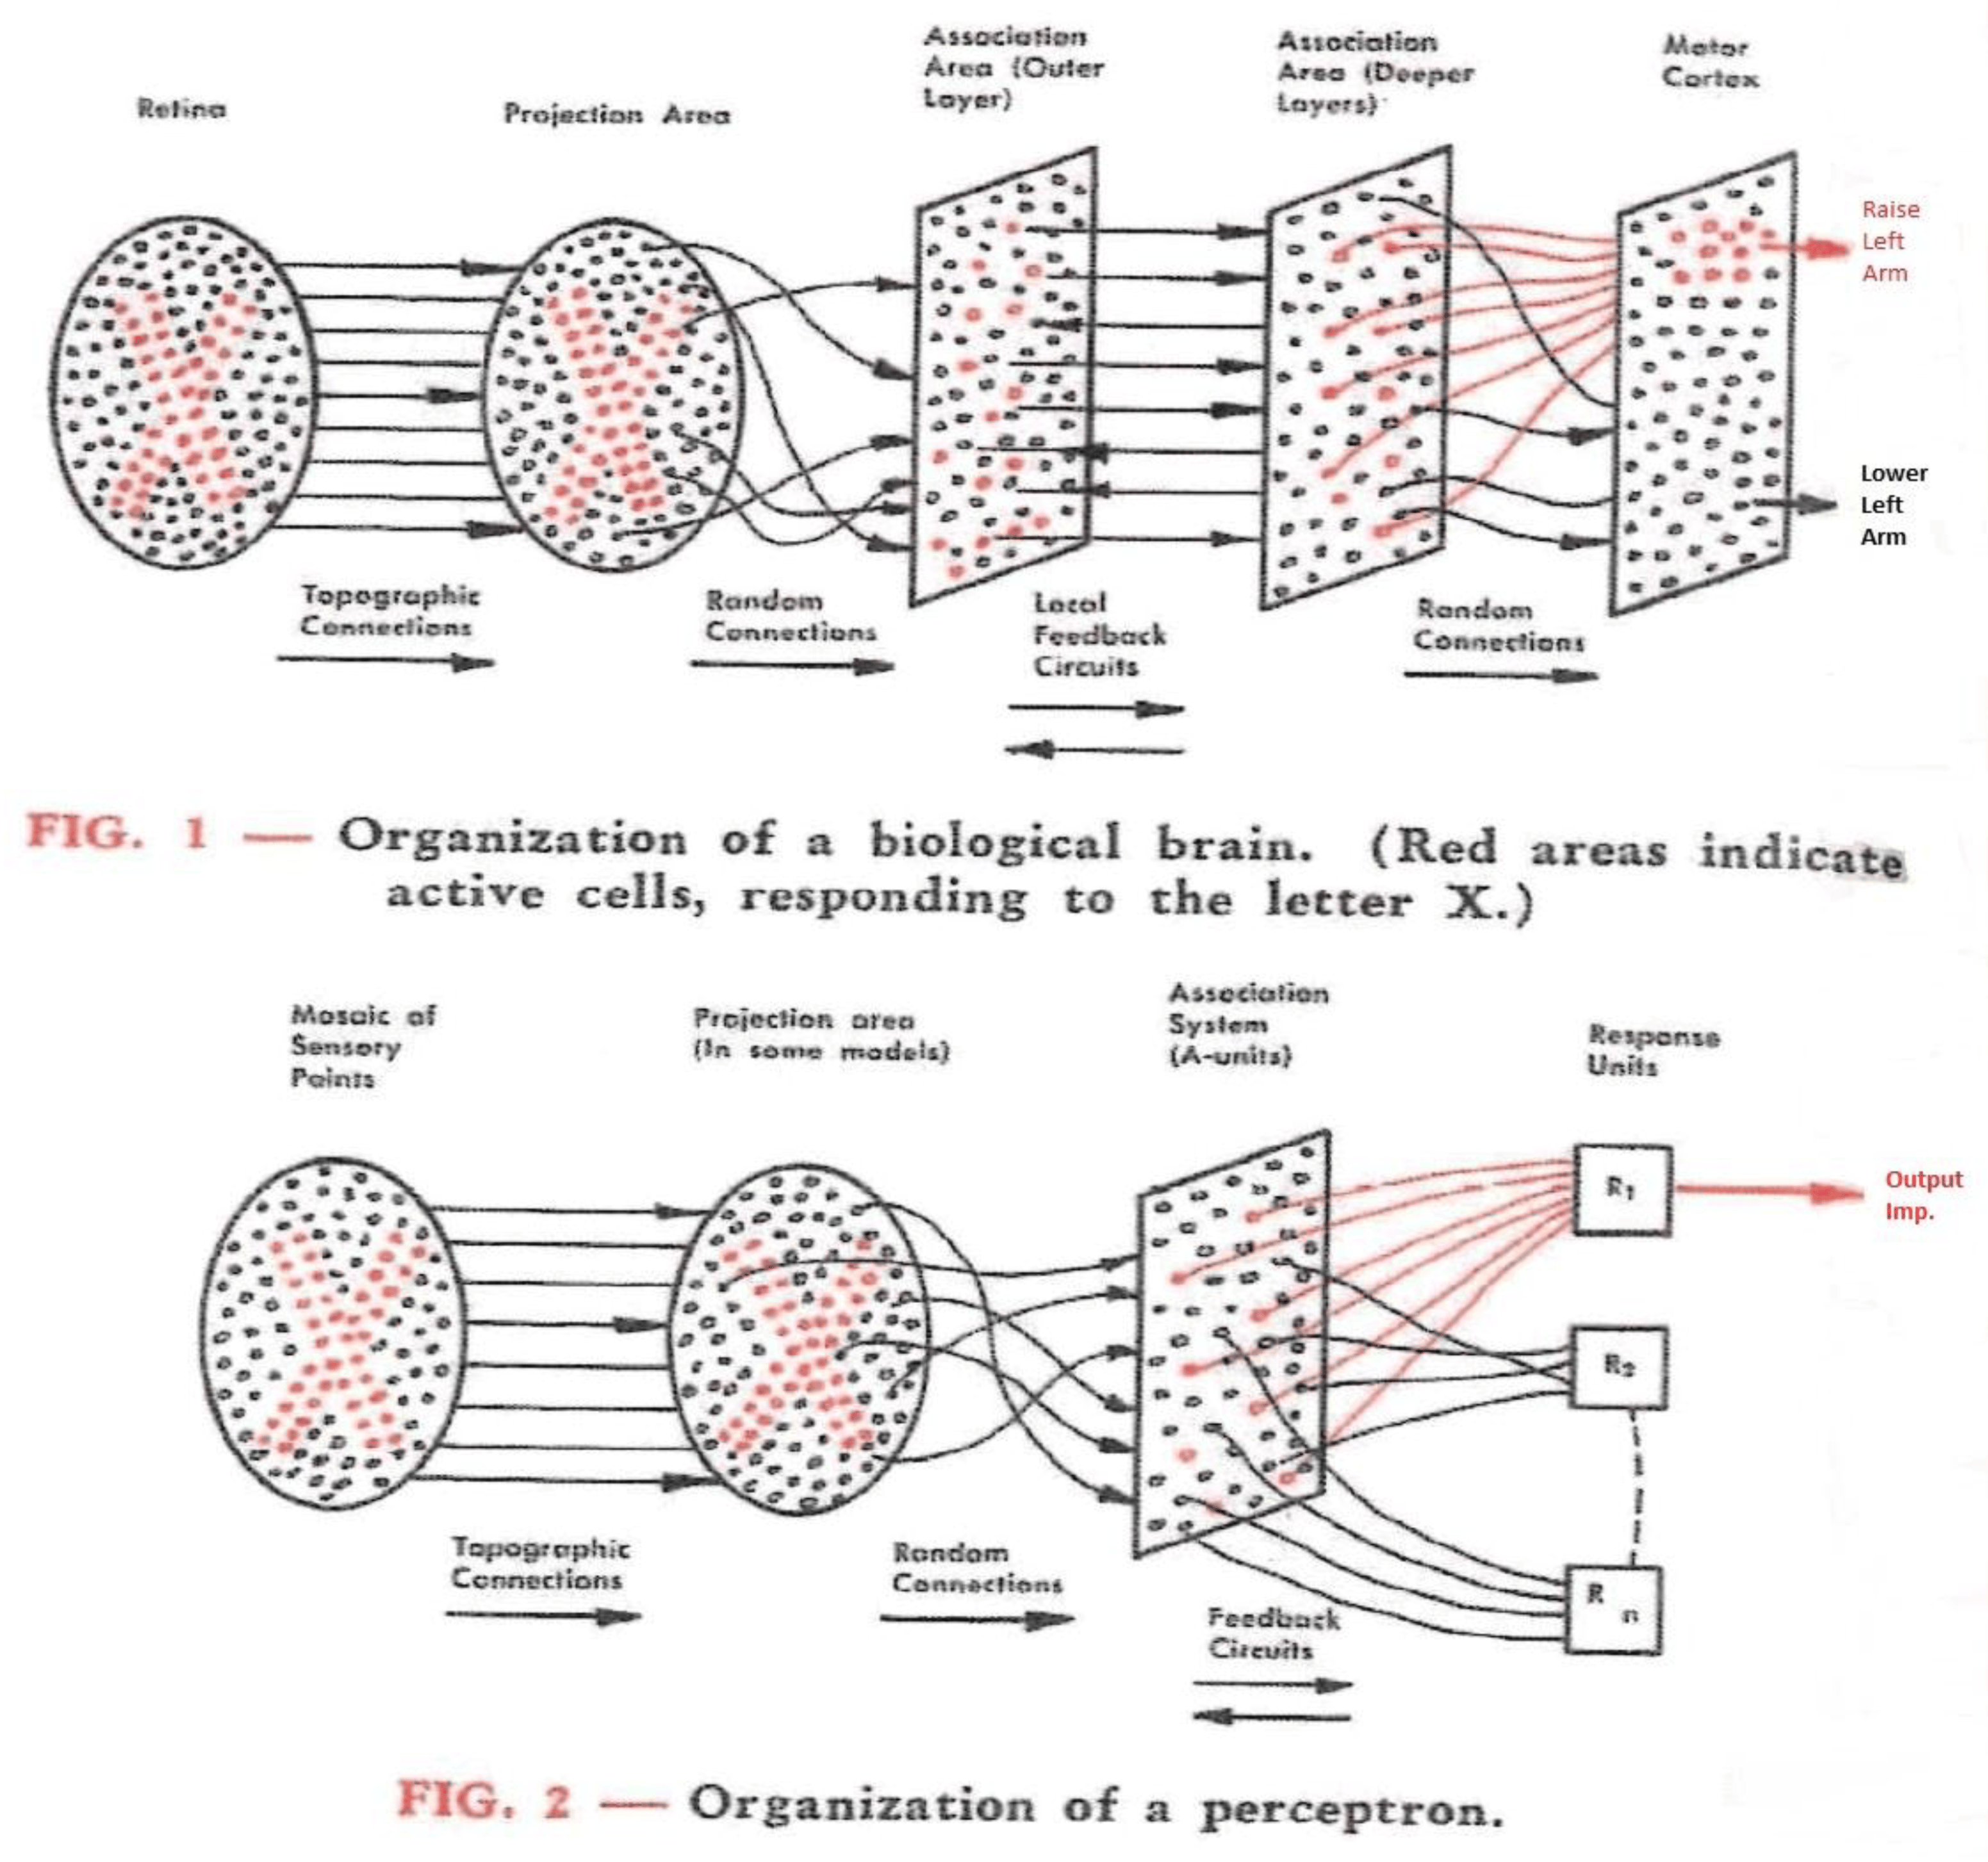 Retina
Projection Area
Association
Area (Outer
Layer)
Association
Area (Deeper
Layers)
Motor
Cortex
Raise
Left
Arm
Lower
Left
Arm
Topographic
Connections
Random
Connections
Local
Feedback
Circuits
Random
Connections
FIG. 1 — Organization of a biological brain. (Red areas indicate
active cells, responding to the letter X.)
Mosaic of
Sensory
Points
Projection area
(In some models)
Association
System
(A-units)
Response
Units
R1
Output
Imp.
R2
R n
Topographic
Connections
Random
Connections
Feedback
Circuits
FIG. 2 — Organization of a perceptron.